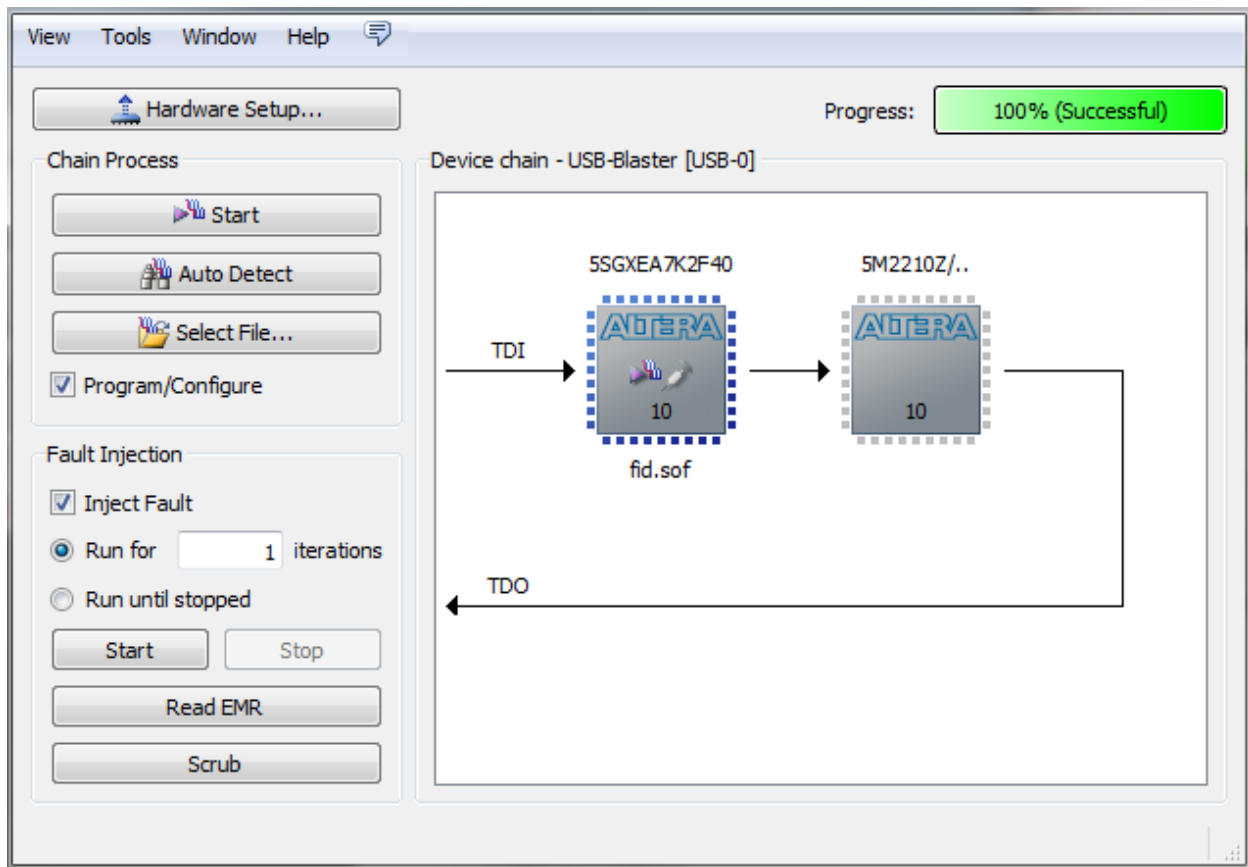 View Tools Window Help
Hardware Setup...
Progress: 100% (Successful)
Chain Process
Start
Auto Detect
Select File...
Program/Configure
Fault Injection
Inject Fault
Run for 1 iterations
Run until stopped
Start Stop
Read EMR
Scrub
Device chain - USB-Blaster [USB-0]
5SGXEA7K2F40 5M2210Z/..
ALTERA ALTERA
TDI
10 10
fid.sof
TDO